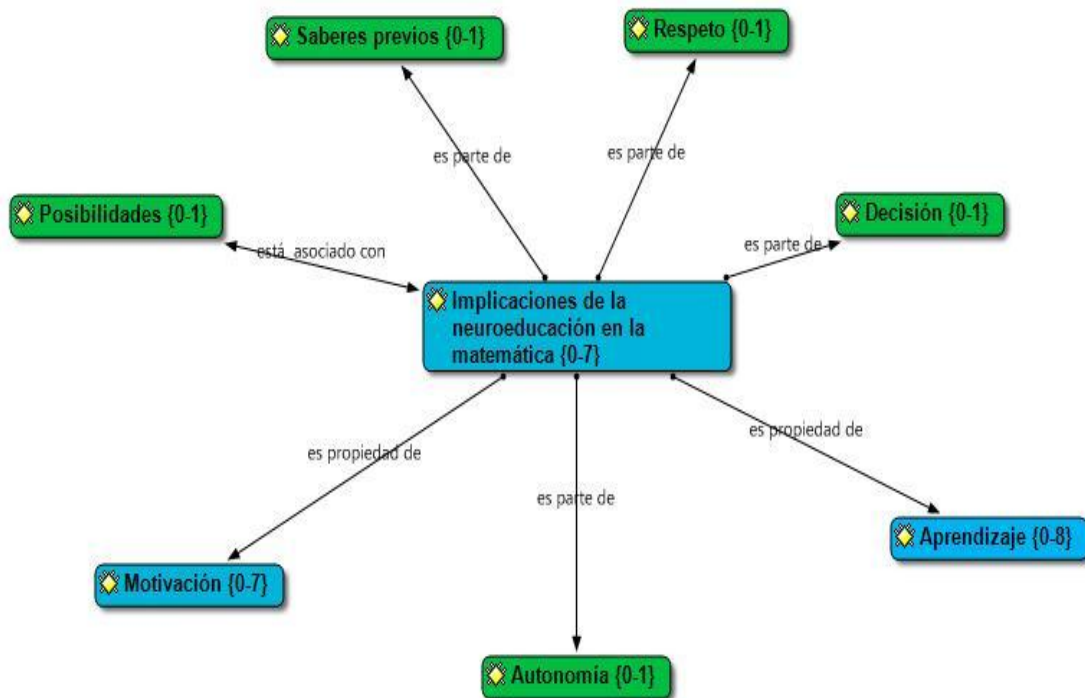 Saberes previos {0-1}
Respeto {0-1}
es parte de
es parte de
Posibilidades {0-1}
Decisión {0-1}
está asociado con
es parte de
Implicaciones de la
neuroeducación en la
matemática {0-7}
es propiedad de
es propiedad de
es parte de
Aprendizaje {0-8}
Motivación {0-7}
Autonomía {0-1}